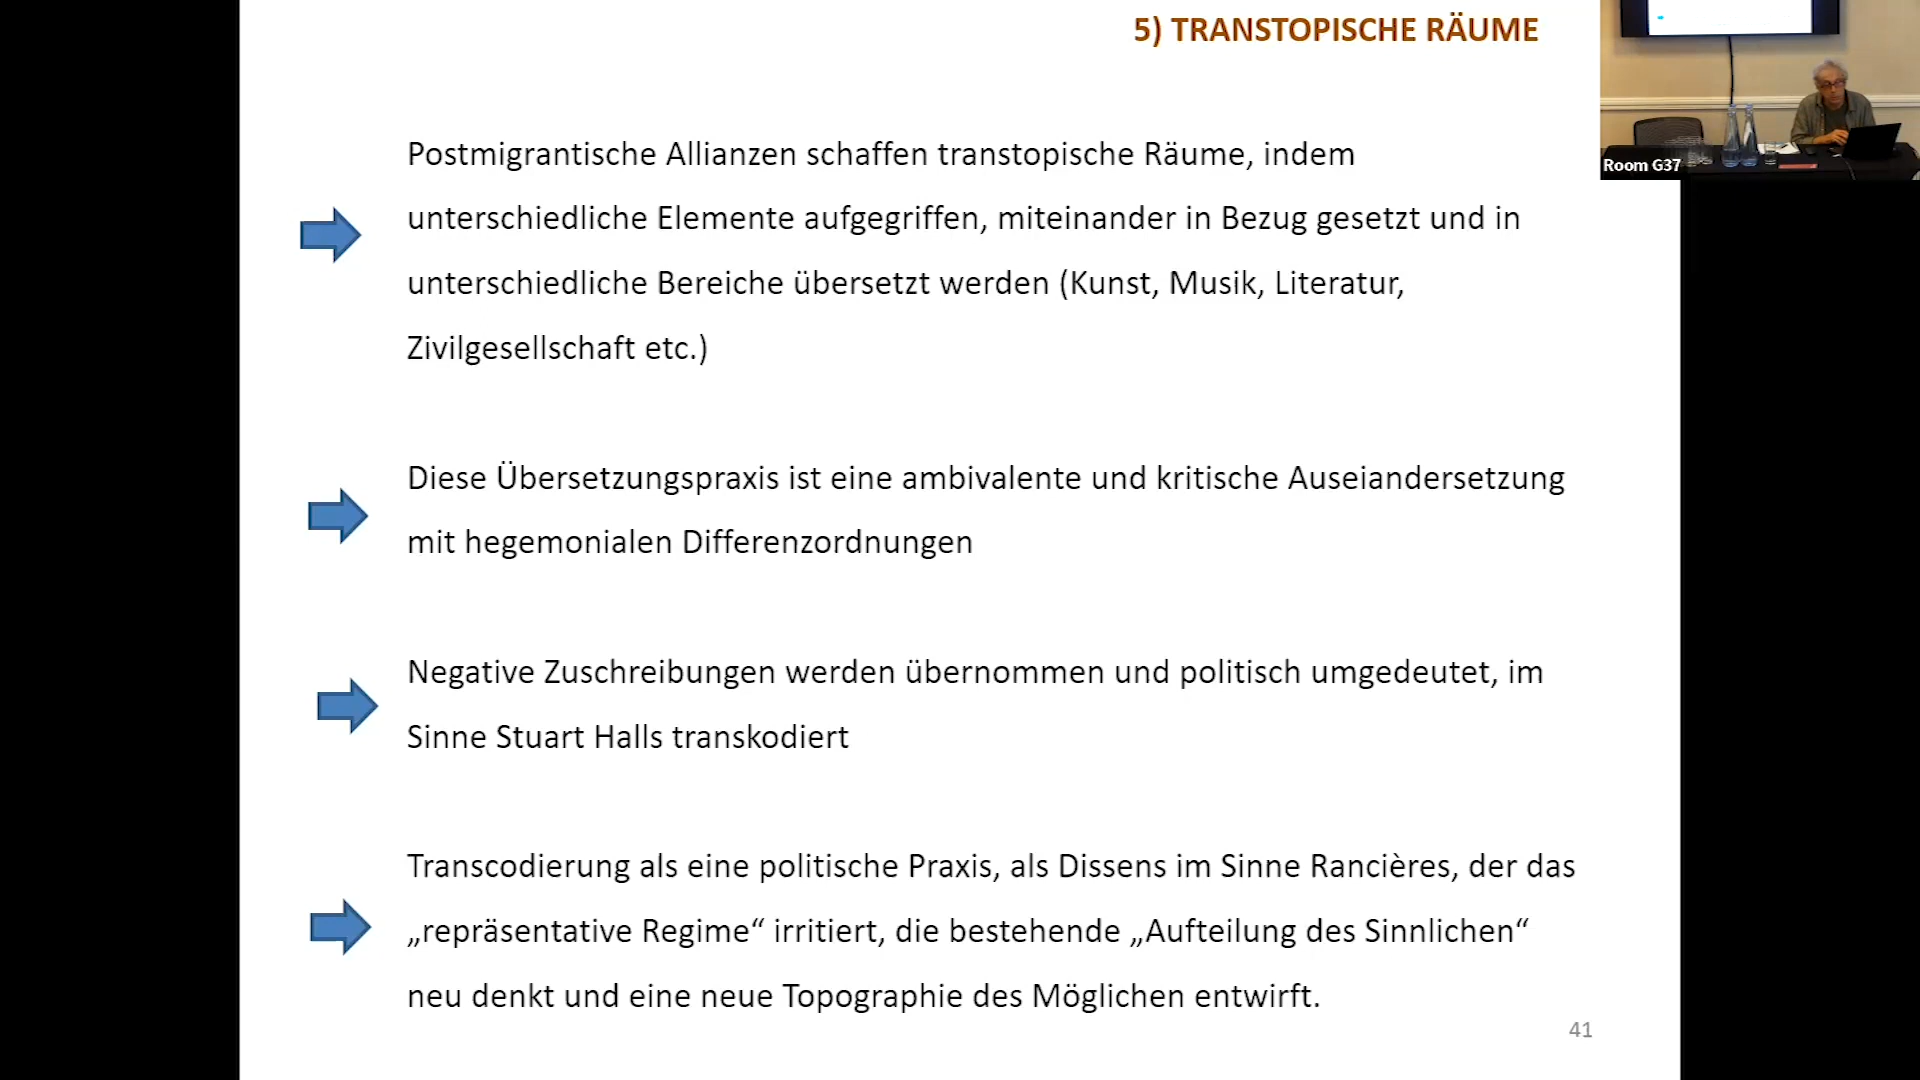 5) TRANSTOPISCHE RÄUME
Postmigrantische Allianzen schaffen transtopische Räume, indem
unterschiedliche Elemente aufgegriffen, miteinander in Bezug gesetzt und in
unterschiedliche Bereiche übersetzt werden (Kunst, Musik, Literatur,
Zivilgesellschaft etc.)
Diese Übersetzungspraxis ist eine ambivalente und kritische Auseiandersetzung
mit hegemonialen Differenzordnungen
Negative Zuschreibungen werden übernommen und politisch umgedeutet, im
Sinne Stuart Halls transkodiert
Transcodierung als eine politische Praxis, als Dissens im Sinne Rancières, der das
„repräsentative Regime“ irritiert, die bestehende „Aufteilung des Sinnlichen“
neu denkt und eine neue Topographie des Möglichen entwirft.
41
Room G37